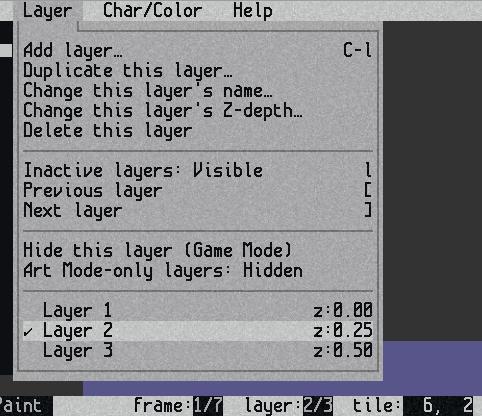 Layer Char/Color Help
Add layer… C-l
Duplicate this layer…
Change this layer's name…
Change this layer's Z-depth…
Delete this layer
Inactive layers: Visible l
Previous layer [
Next layer ]
Hide this layer (Game Mode)
Art Mode-only layers: Hidden
Layer 1 z:0.00
✓ Layer 2 z:0.25
Layer 3 z:0.50
Paint frame:1/7 layer:2/3 tile: 6, 2